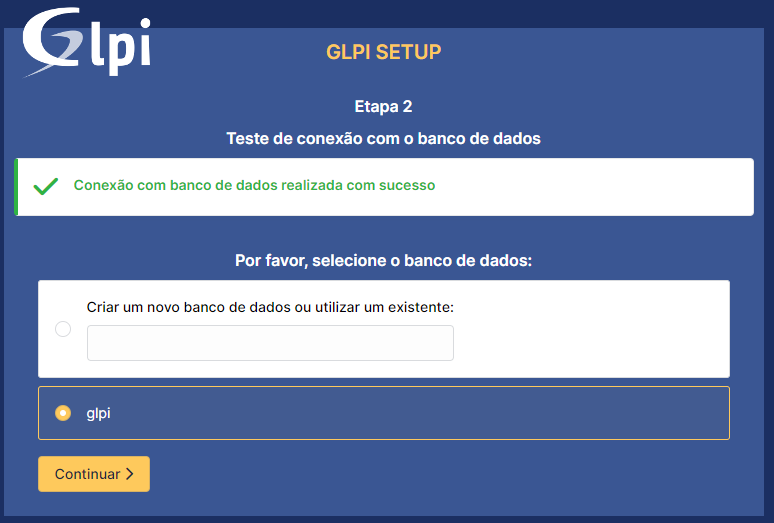 Glpi
GLPI SETUP
Etapa 2
Teste de conexão com o banco de dados
Conexão com banco de dados realizada com sucesso
Por favor, selecione o banco de dados:
Criar um novo banco de dados ou utilizar um existente:
glpi
Continuar